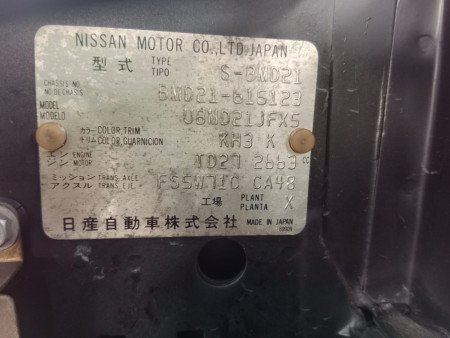 NISSAN MOTOR CO.,LTD.JAPAN
型式 TYPE TIPO S-BMD21
CHASSIS NO. NO DE CHASIS BMD21-615123
MODEL MODELO U6WD21JFX5
カラー トリム COLOR,TRIM COLOR,GUARNICION KH3 K
エンジン ENGINE MOTOR TD27 2663 cc
ミッション アクスル TRANS.AXLE TRANS.EJE FS5W71C CA48
工場 PLANT PLANTA X
日産自動車株式会社 MADE IN JAPAN